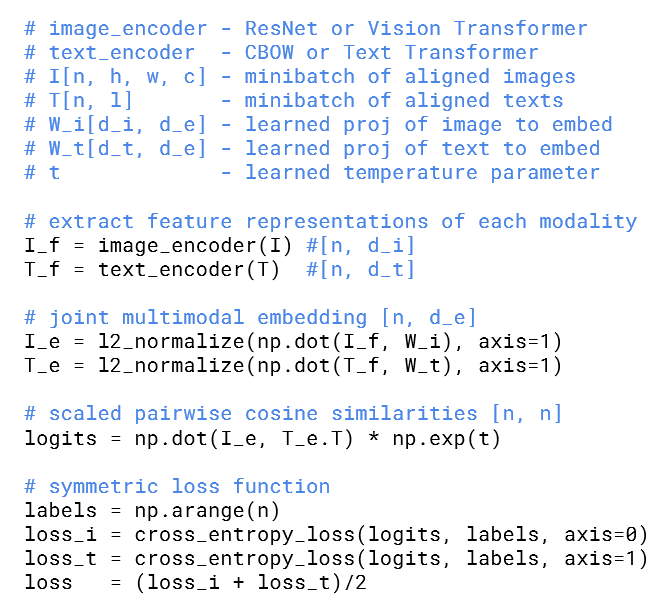 # image_encoder - ResNet or Vision Transformer
# text_encoder  - CBOW or Text Transformer
# I[n, h, w, c] - minibatch of aligned images
# T[n, l]       - minibatch of aligned texts
# W_i[d_i, d_e] - learned proj of image to embed
# W_t[d_t, d_e] - learned proj of text to embed
# t             - learned temperature parameter

# extract feature representations of each modality
I_f = image_encoder(I) #[n, d_i]
T_f = text_encoder(T)  #[n, d_t]

# joint multimodal embedding [n, d_e]
I_e = l2_normalize(np.dot(I_f, W_i), axis=1)
T_e = l2_normalize(np.dot(T_f, W_t), axis=1)

# scaled pairwise cosine similarities [n, n]
logits = np.dot(I_e, T_e.T) * np.exp(t)

# symmetric loss function
labels = np.arange(n)
loss_i = cross_entropy_loss(logits, labels, axis=0)
loss_t = cross_entropy_loss(logits, labels, axis=1)
loss   = (loss_i + loss_t)/2